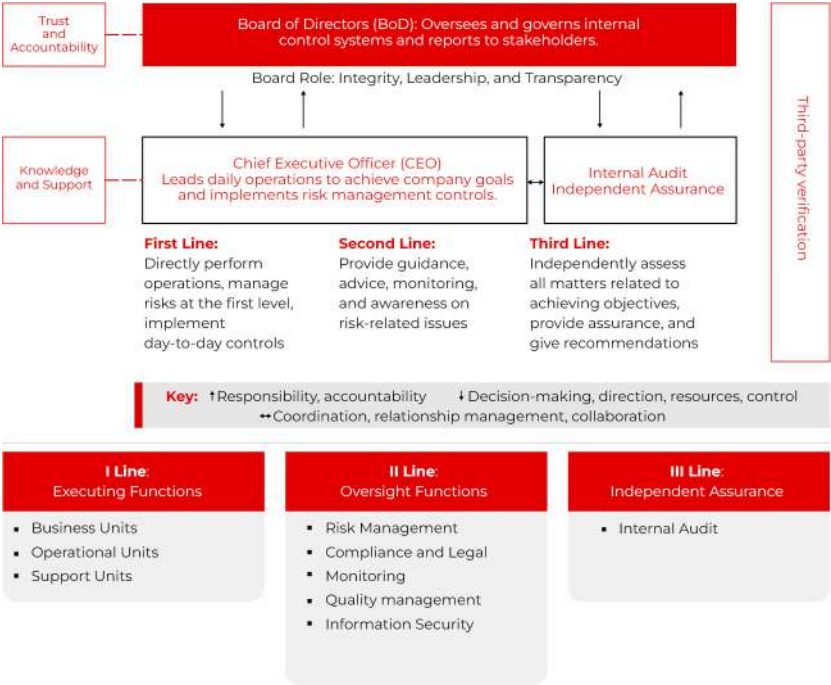 Trust
and
Accountability
Board of Directors (BoD): Oversees and governs internal
control systems and reports to stakeholders.
Board Role: Integrity, Leadership, and Transparency
Third-party verification
Knowledge
and Support
Chief Executive Officer (CEO)
Leads daily operations to achieve company goals
and implements risk management controls.
Internal Audit
Independent Assurance
First Line:
Directly perform
operations, manage
risks at the first level,
implement
day-to-day controls
Second Line:
Provide guidance,
advice, monitoring,
and awareness on
risk-related issues
Third Line:
Independently assess
all matters related to
achieving objectives,
provide assurance, and
give recommendations
Key: ↑Responsibility, accountability ↓Decision-making, direction, resources, control
↔Coordination, relationship management, collaboration
I Line:
Executing Functions
▪ Business Units
▪ Operational Units
▪ Support Units
II Line:
Oversight Functions
▪ Risk Management
▪ Compliance and Legal
▪ Monitoring
▪ Quality management
▪ Information Security
III Line:
Independent Assurance
▪ Internal Audit